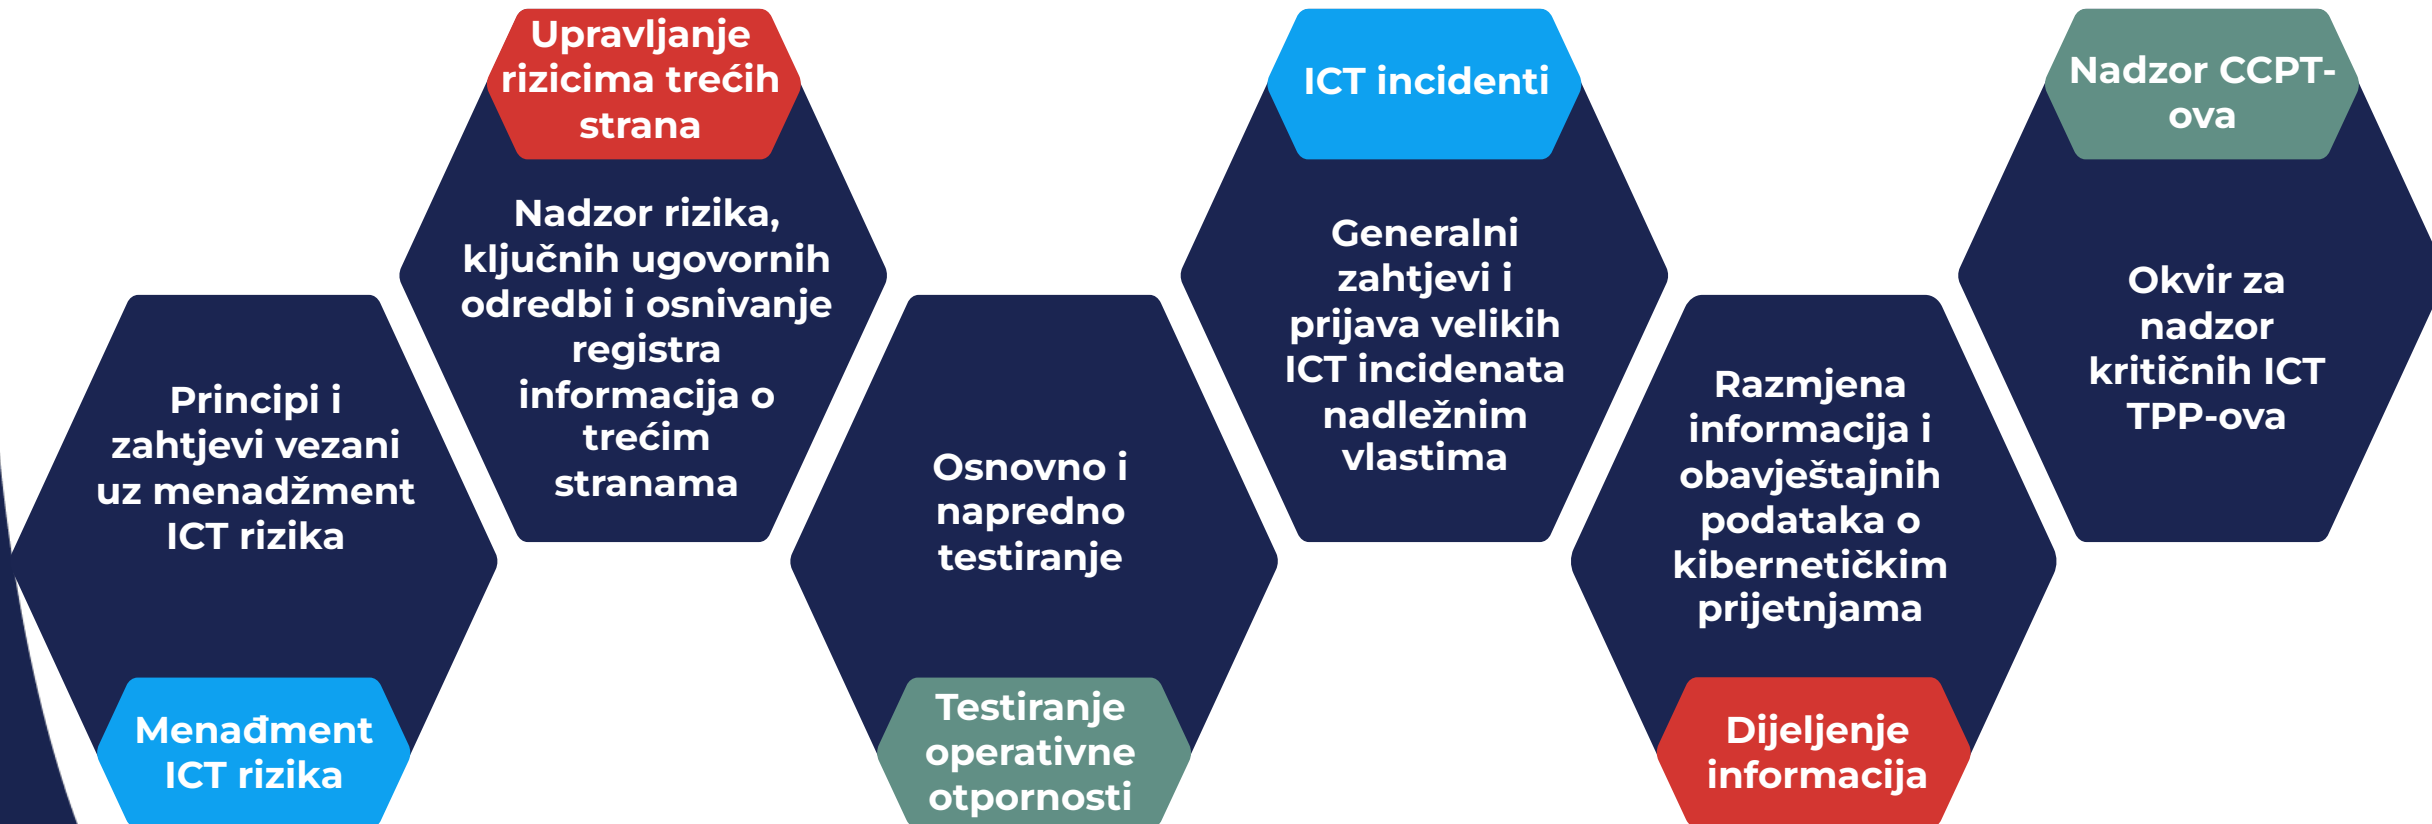 Principi i
zahtjevi vezani
uz menadžment
ICT rizika
Menađment
ICT rizika
Upravljanje
rizicima trećih
strana
Nadzor rizika,
ključnih ugovornih
odredbi i osnivanje
registra
informacija o
trećim
stranama
Osnovno i
napredno
testiranje
Testiranje
operativne
otpornosti
ICT incidenti
Generalni
zahtjevi i
prijava velikih
ICT incidenata
nadležnim
vlastima
Razmjena
informacija i
obavještajnih
podataka o
kibernetičkim
prijetnjama
Dijeljenje
informacija
Nadzor CCPT-
ova
Okvir za
nadzor
kritičnih ICT
TPP-ova